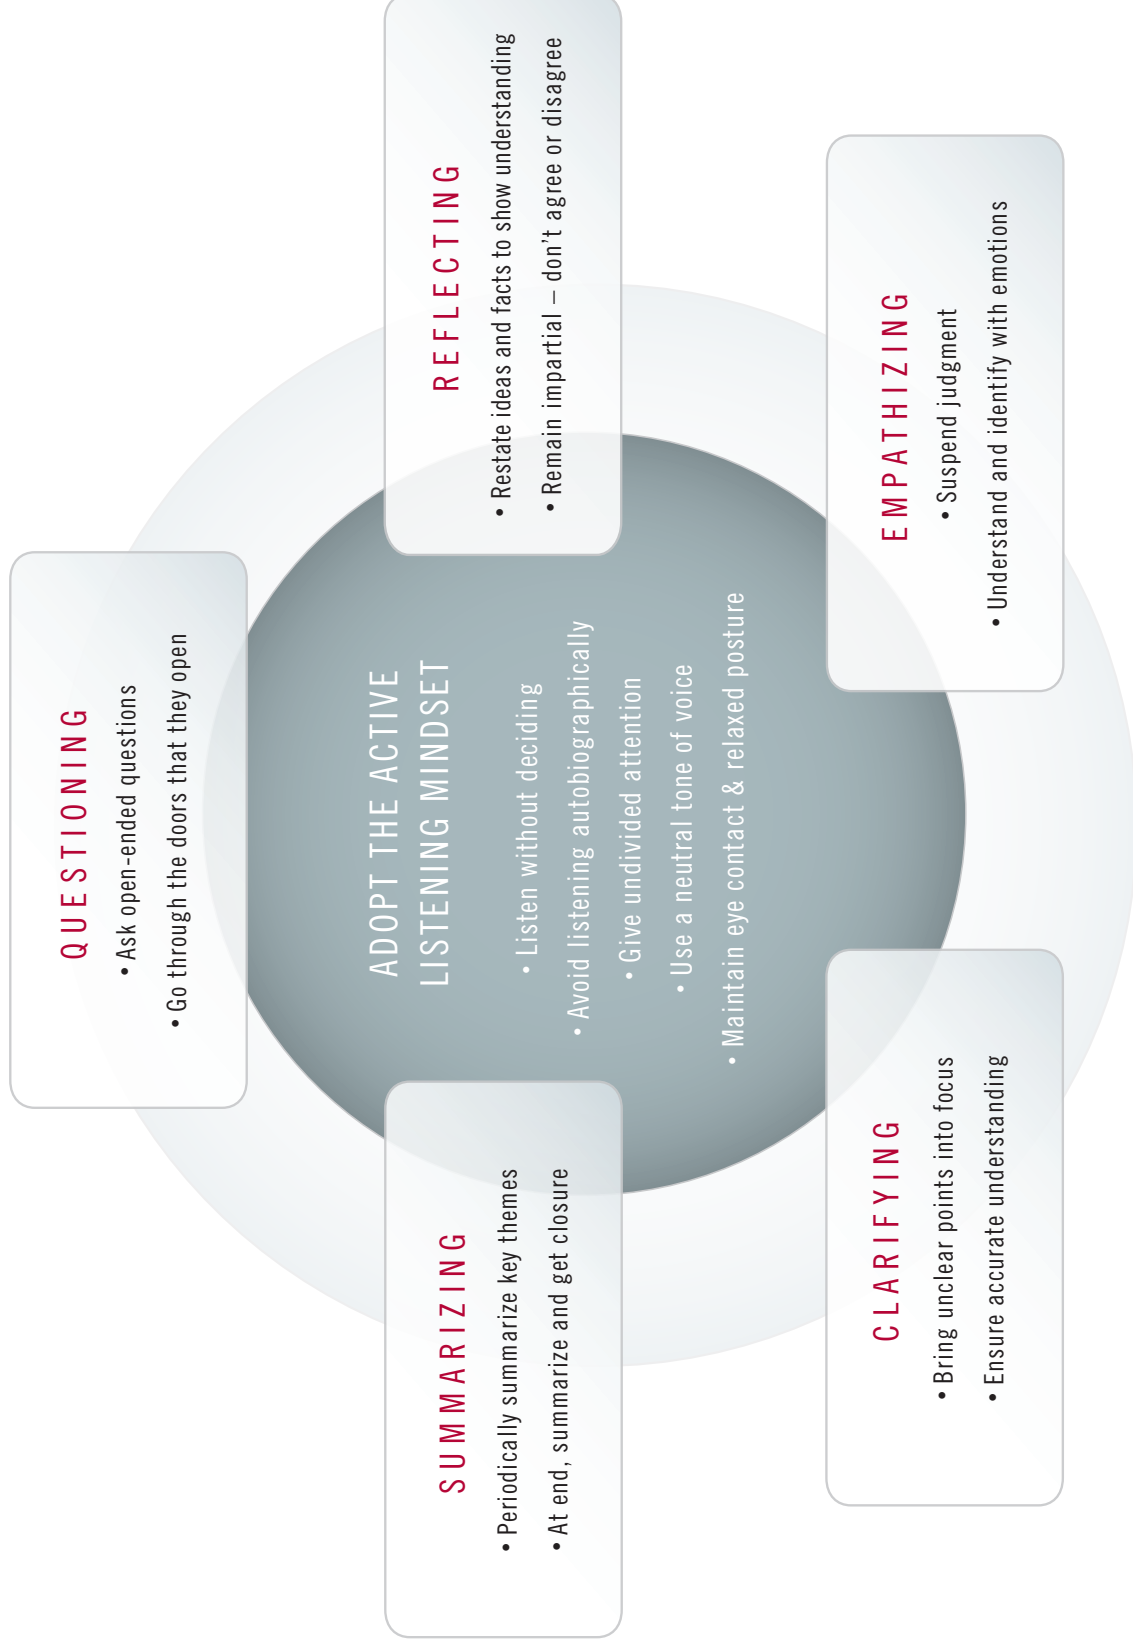 QUESTIONING
• Ask open-ended questions
• Go through the doors that they open
SUMMARIZING
• Periodically summarize key themes
• At end, summarize and get closure
ADOPT THE ACTIVE
LISTENING MINDSET
• Listen without deciding
• Avoid listening autobiographically
• Give undivided attention
• Use a neutral tone of voice
• Maintain eye contact & relaxed posture
REFLECTING
• Restate ideas and facts to show understanding
• Remain impartial – don’t agree or disagree
CLARIFYING
• Bring unclear points into focus
• Ensure accurate understanding
EMPATHIZING
• Suspend judgment
• Understand and identify with emotions